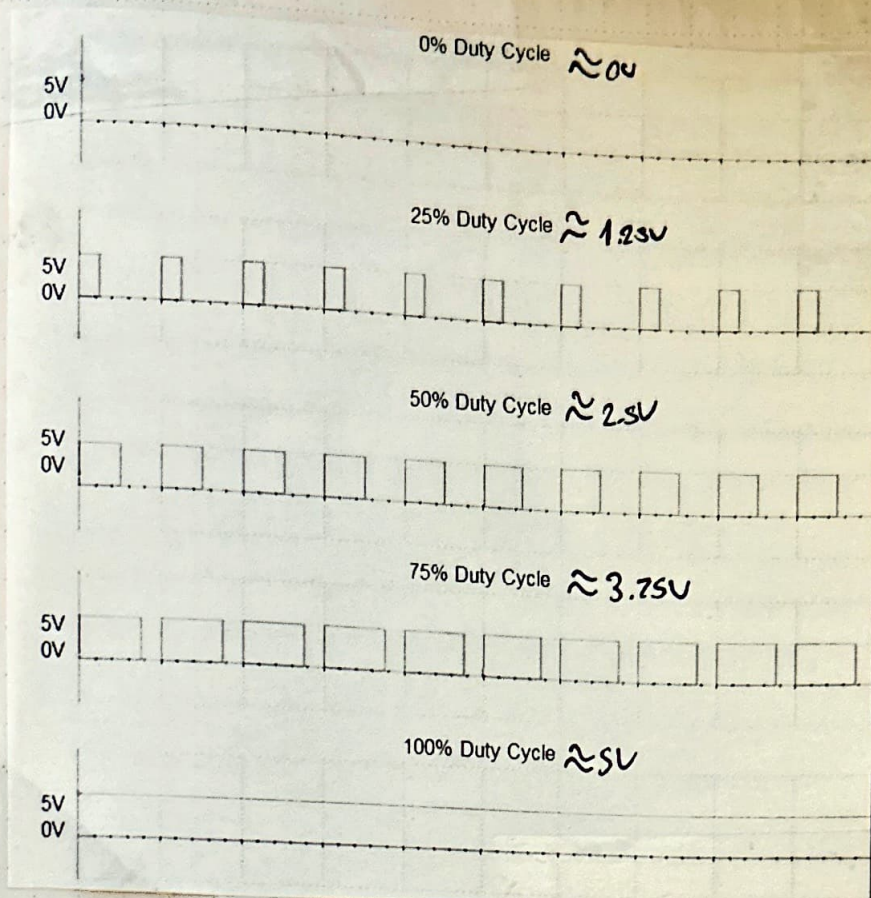 0% Duty Cycle ≈0V
5V
0V
25% Duty Cycle ≈ 1.25V
5V
0V
50% Duty Cycle ≈ 2.5V
5V
0V
75% Duty Cycle ≈3.75V
5V
0V
100% Duty Cycle ≈5V
5V
0V